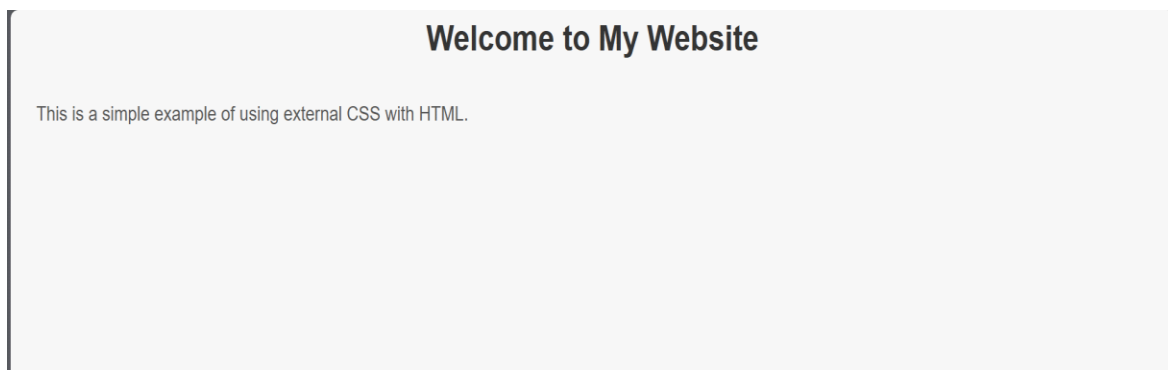 Welcome to My Website
This is a simple example of using external CSS with HTML.